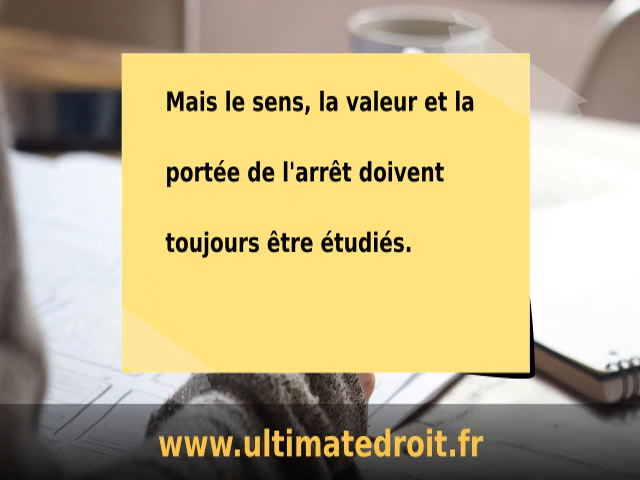 Mais le sens, la valeur et la
portée de l'arrêt doivent
toujours être étudiés.
www.ultimatedroit.fr